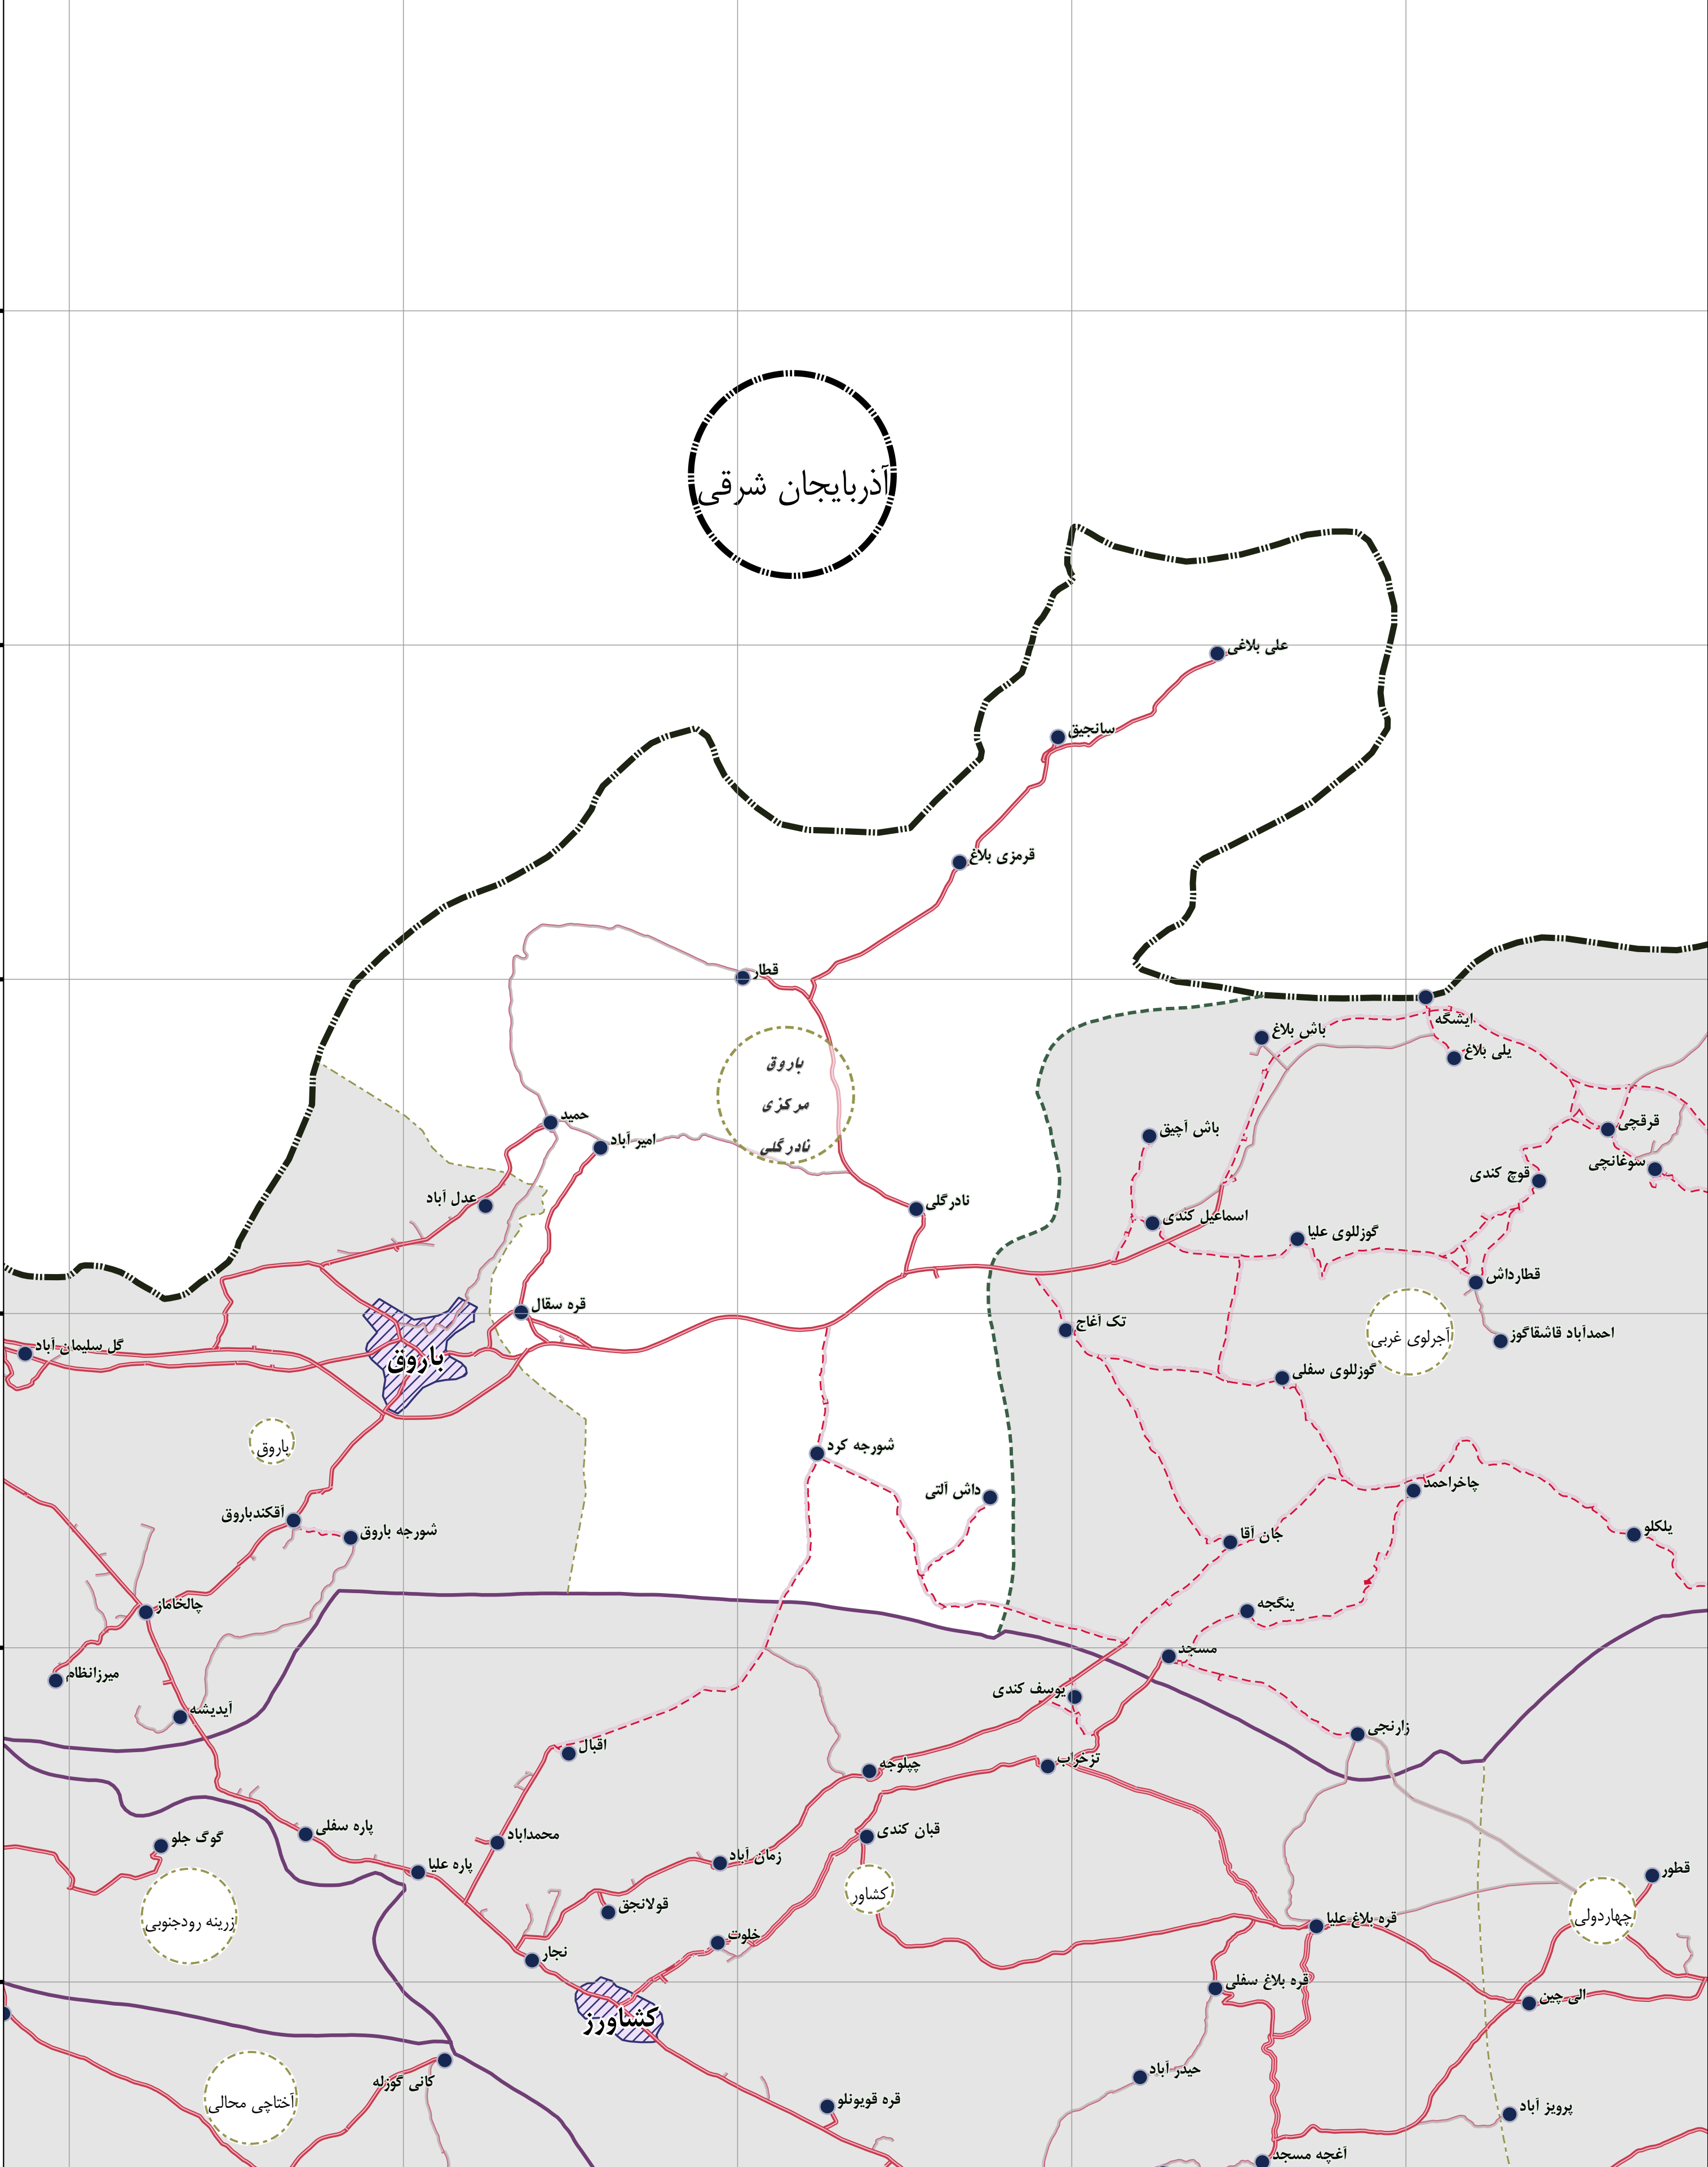 آذربایجان شرقی
علی بلاغی
سانجیق
قرمزی بلاغ
قطار
ایشگه
باش بلاغ
یلی بلاغ
باروق
مرکزی
نادرگلی
حمید
امیر آباد
باش آچیق
قرقچی
سوغانچی
قوچ کندی
عدل آباد
نادرگلی
اسماعیل کندی
گوزللوی علیا
قطارداش
قره سقال
تک آغاج
آجرلوی غربی
احمدآباد قاشقاگوز
گل سلیمان آباد
باروق
گوزللوی سفلی
باروق
شورجه کرد
داش آلتی
چاخراحمد
آقکندباروق
شورجه باروق
جان آقا
یلکلو
چالخاماز
ینگجه
میرزانظام
مسجد
یوسف کندی
آیدیشه
زارنجی
اقبال
چپلوجه
تزخراب
پاره سفلی
محمداباد
قبان کندی
گوگ جلو
پاره علیا
زمان آباد
قطور
کشاور
قولانجق
زرینه رودجنوبی
چهاردولی
قره بلاغ علیا
خلوت
نجار
قره بلاغ سفلی
الی چین
کشاورز
حیدر آباد
کانی گوزله
آختاچی محالی
قره قویونلو
پرویز آباد
آغچه مسجد